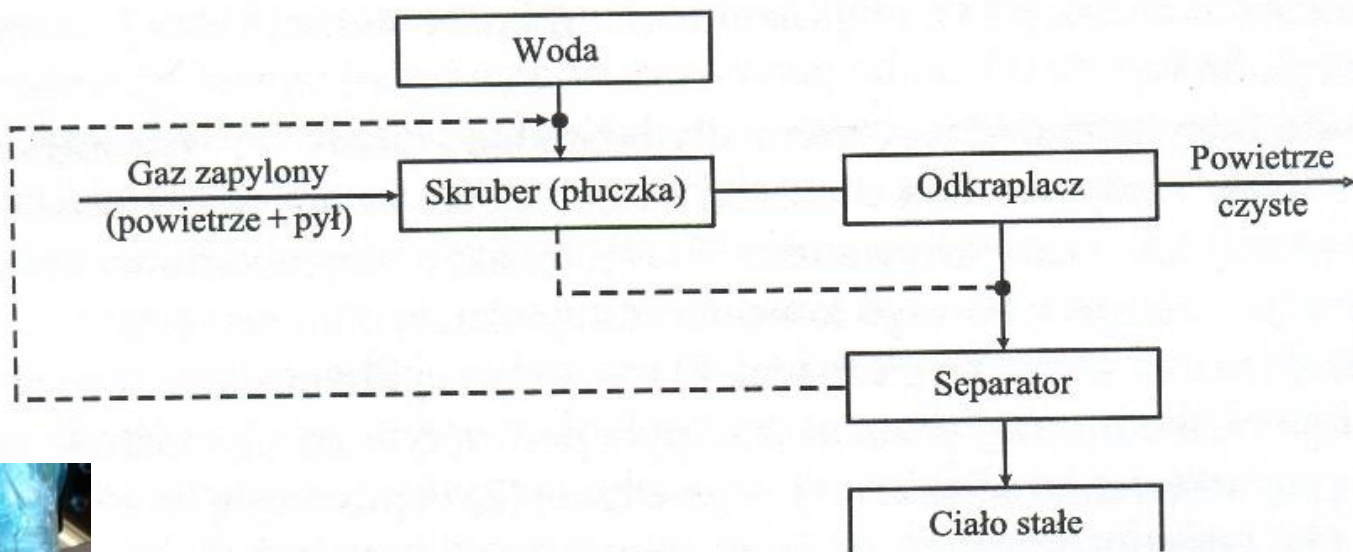 Woda
Gaz zapylony
(powietrze + pył)
Skruber (płuczka)
Odkraplacz
Powietrze
czyste
Separator
Ciało stałe